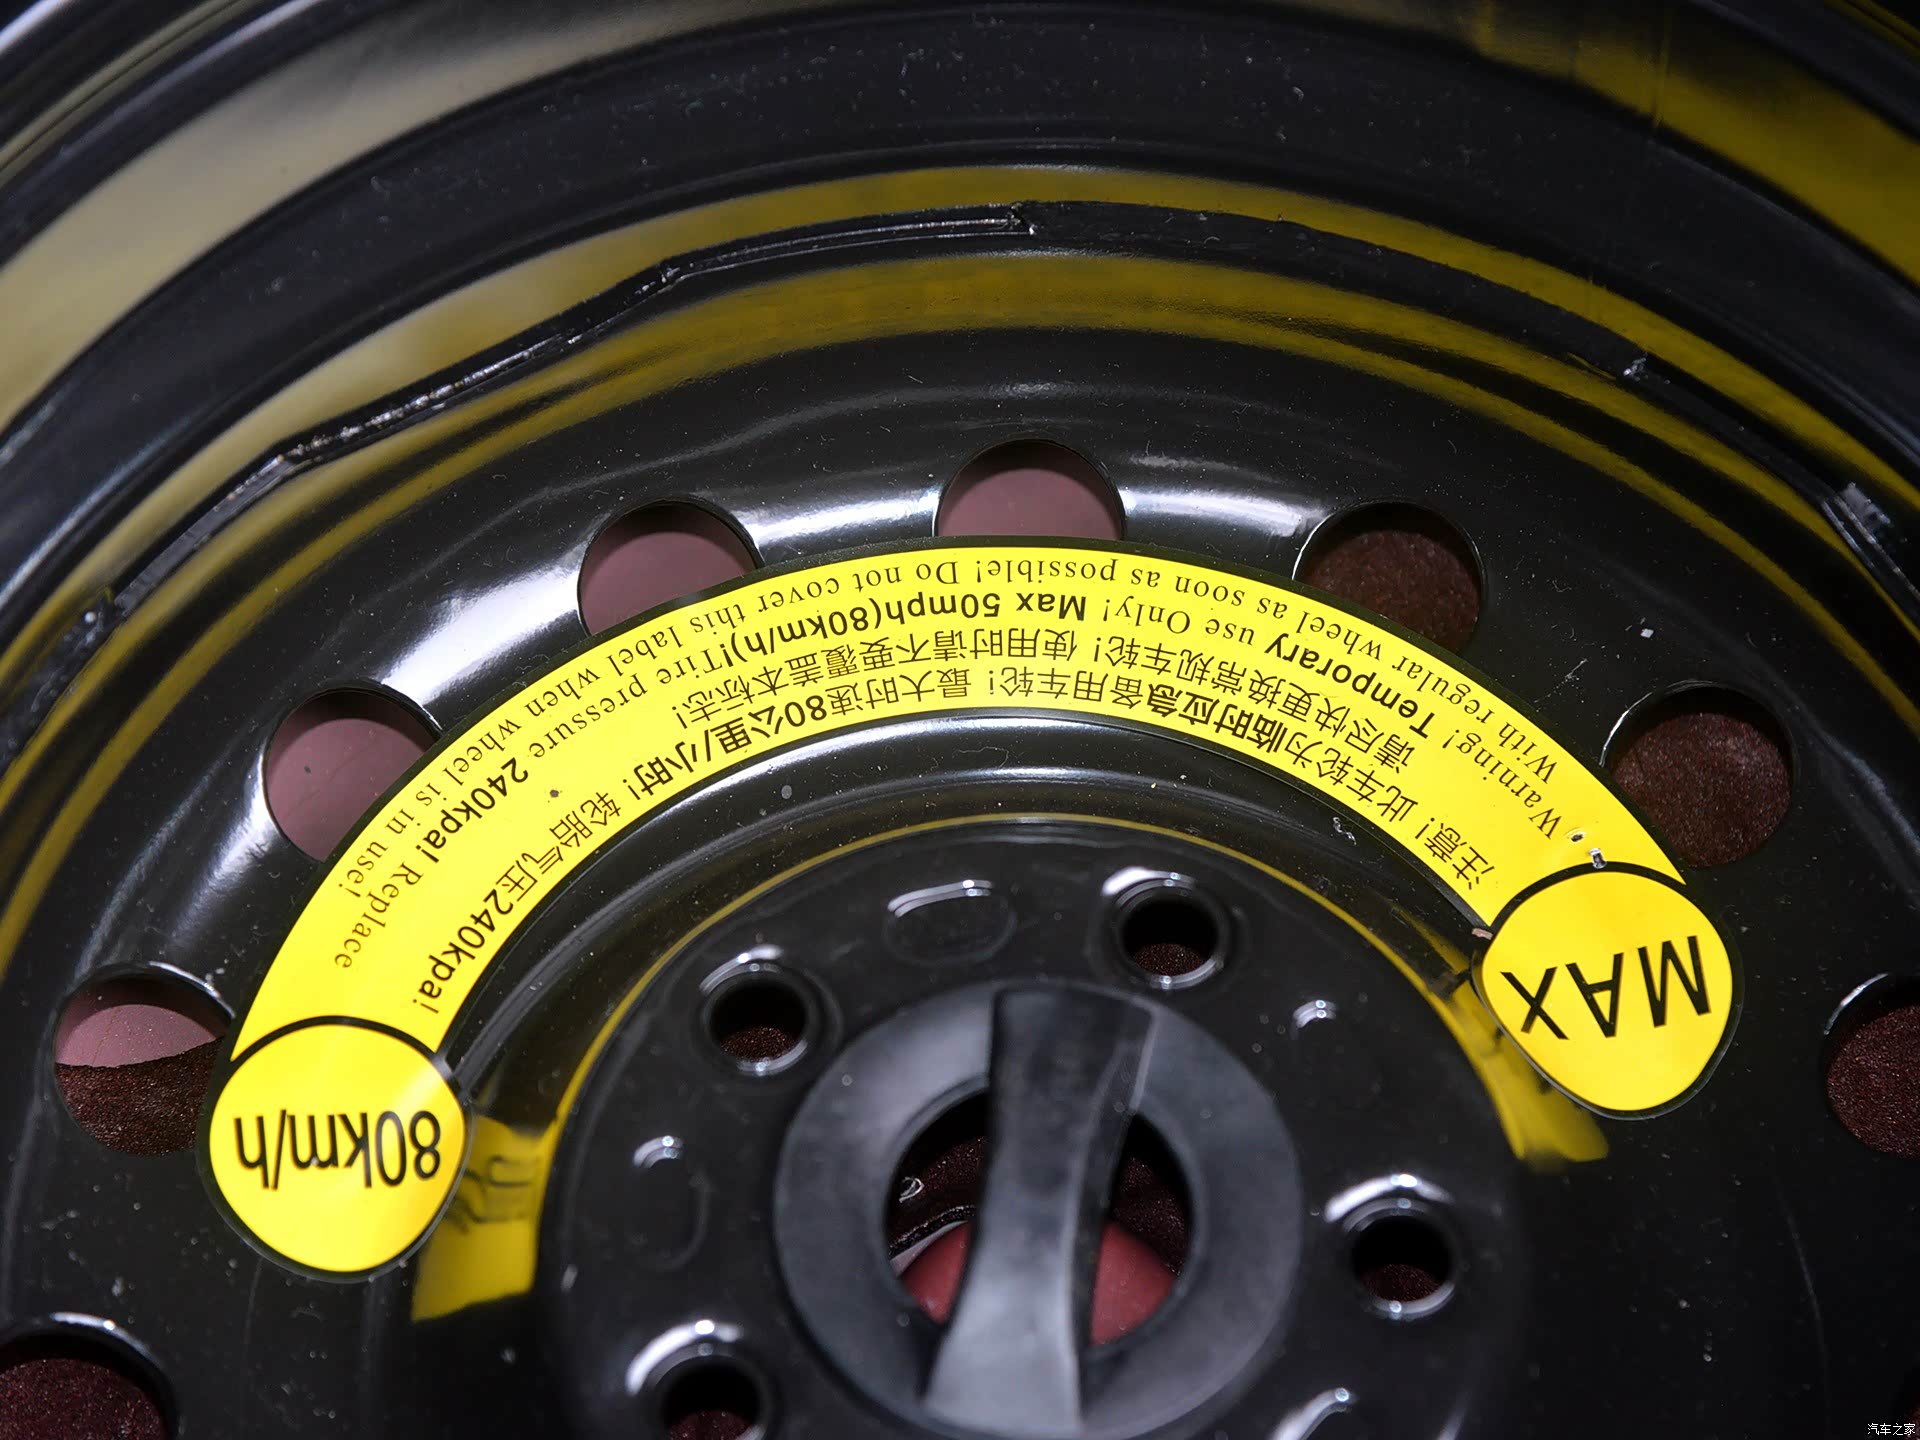 MAX
注意! 此车轮为临时应急备用车轮! 最大时速80公里/小时! 轮胎气压240kpa!
请尽快更换常规车轮! 使用时请不要覆盖本标志!
Warning! Temporary use Only! Max 50mph(80km/h)!Tire pressure 240kpa! Replace
With regular wheel as soon as possible! Do not cover this label when wheel is in use!
80km/h
汽车之家